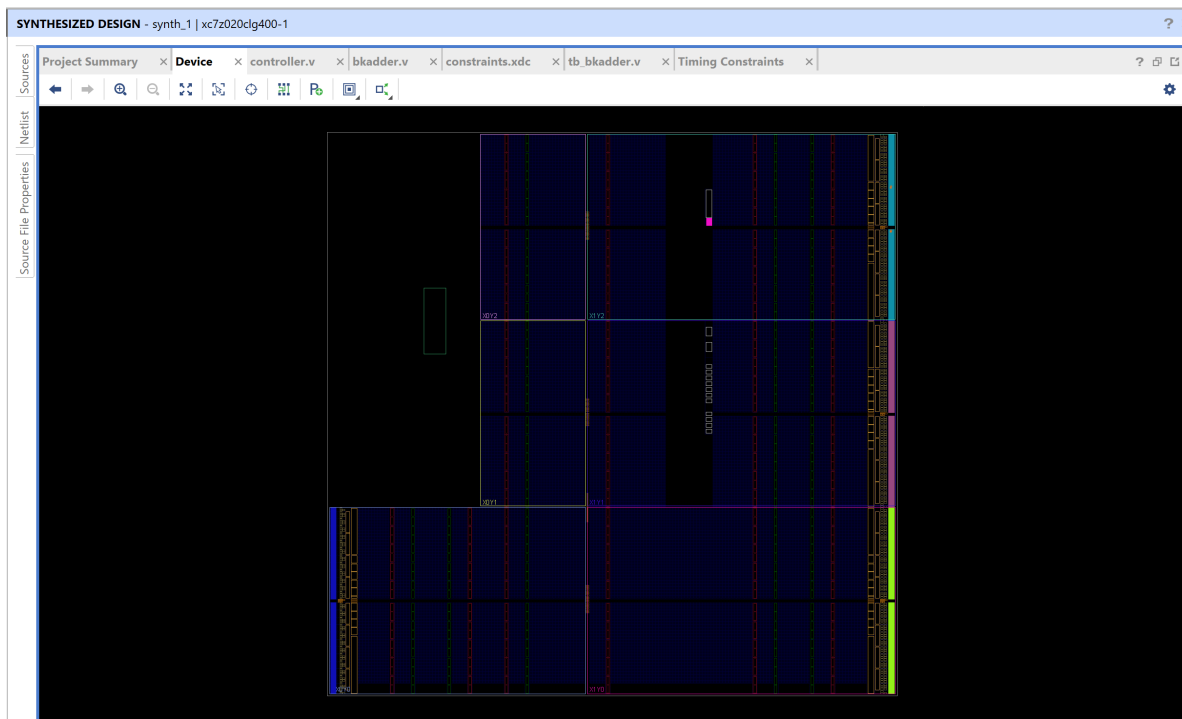 SYNTHESIZED DESIGN - synth_1 | xc7z020clg400-1 ?
Sources
Netlist
Source File Properties
Project Summary × Device × controller.v × bkadder.v × constraints.xdc × tb_bkadder.v × Timing Constraints × ?
X0Y2 X1Y2
X0Y1 X1Y1
X0Y0 X1Y0